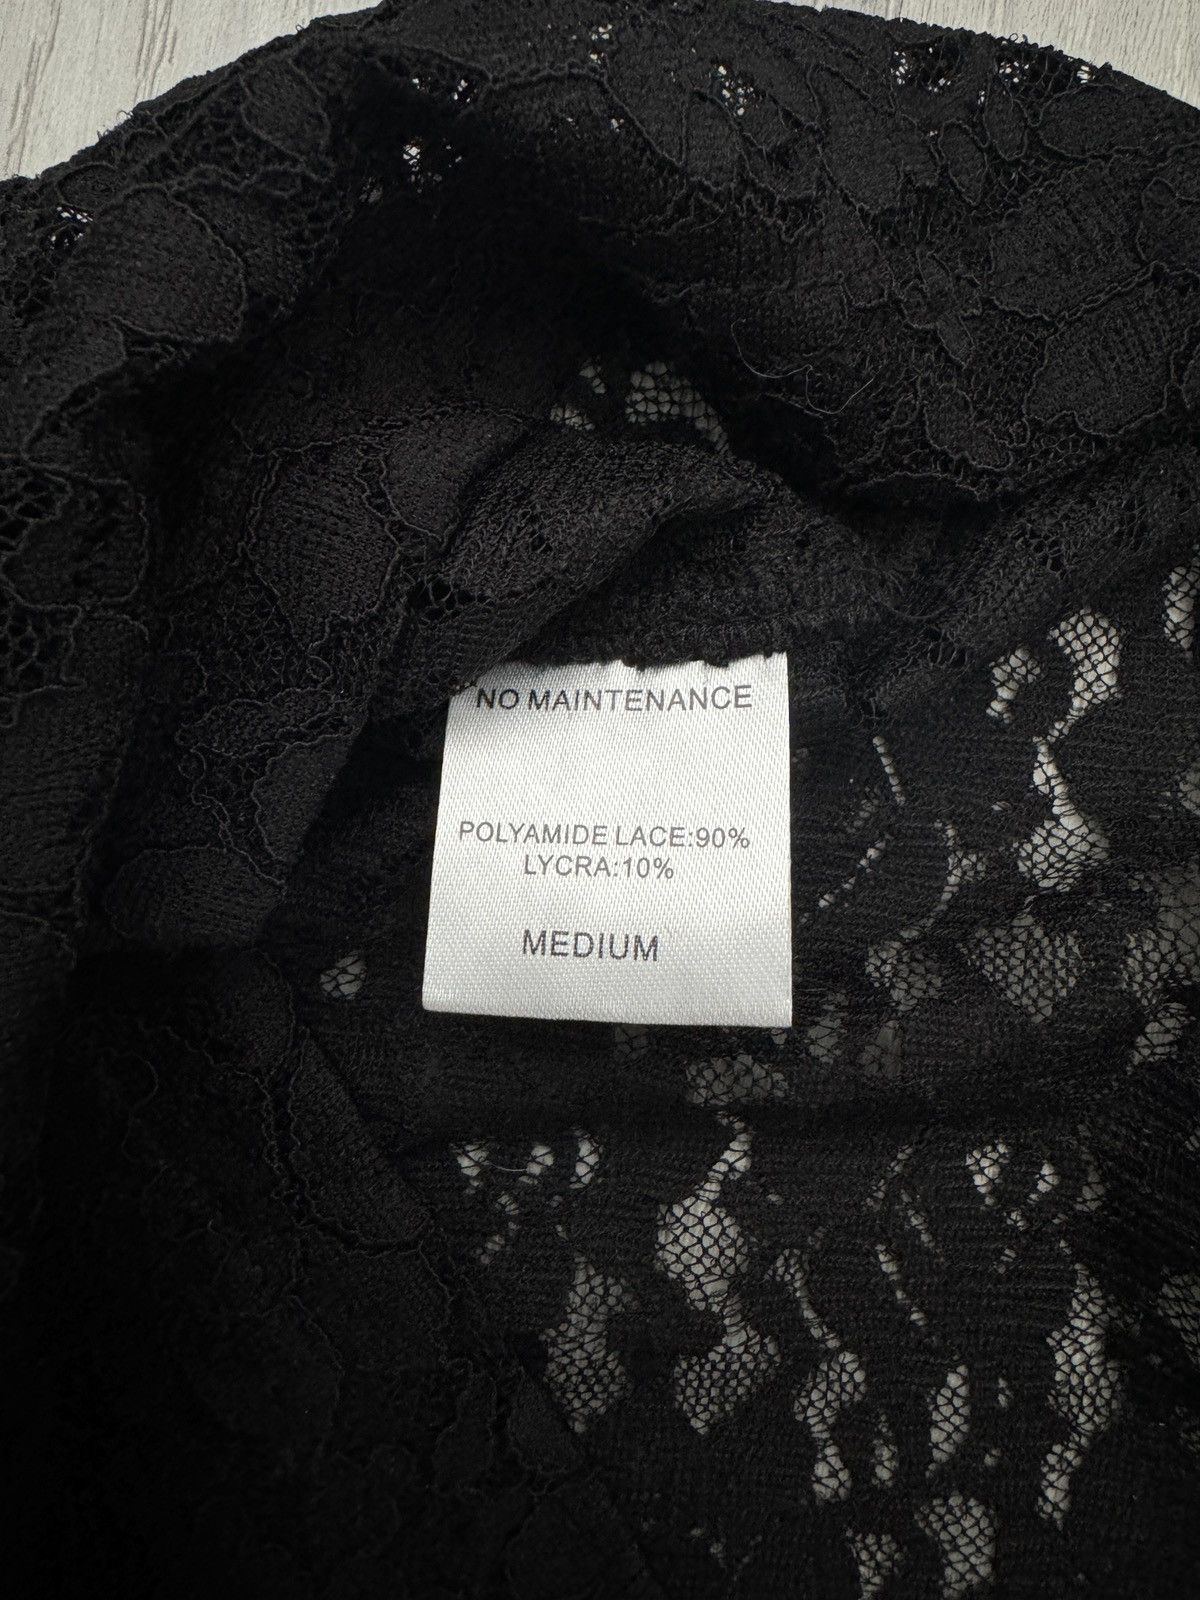 NO MAINTENANCE
POLYAMIDE LACE:90%
LYCRA:10%
MEDIUM